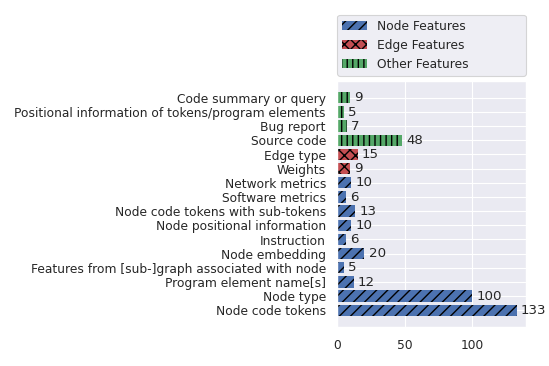 Node Features
Edge Features
Other Features
Code summary or query 9
Positional information of tokens/program elements 5
Bug report 7
Source code 48
Edge type 15
Weights 9
Network metrics 10
Software metrics 6
Node code tokens with sub-tokens 13
Node positional information 10
Instruction 6
Node embedding 20
Features from [sub-]graph associated with node 5
Program element name[s] 12
Node type 100
Node code tokens 133
0 50 100